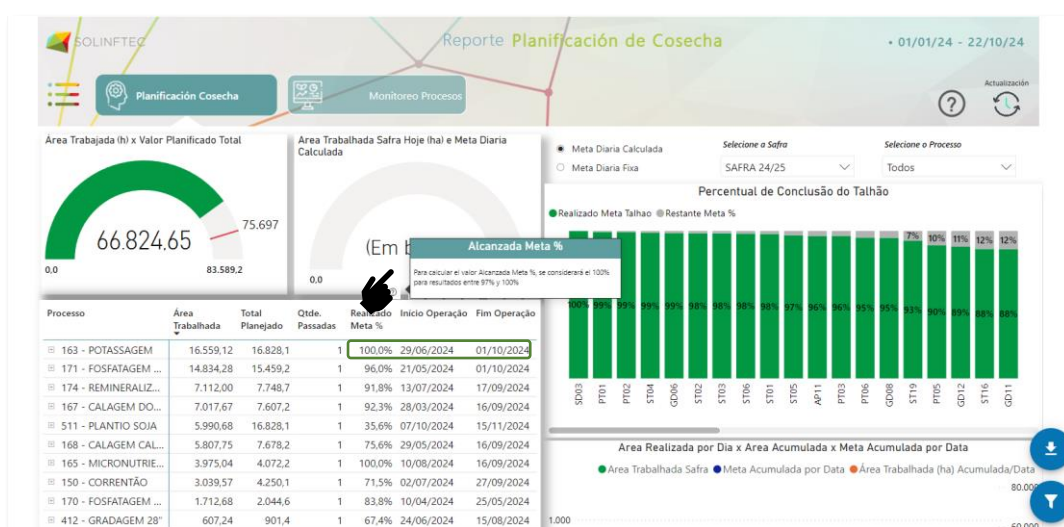 SOLINFTEC
Reporte Planificación de Cosecha
• 01/01/24 - 22/10/24
Planificación Cosecha
Monitoreo Procesos
Actualización
?
Área Trabajada (h) x Valor Planificado Total
66.824,65
75.697
0,0
83.589,2
Área Trabalhada Safra Hoje (ha) e Meta Diaria
Calculada
(Em b
0,0
Alcanzada Meta %
Para calcular el valor Alcanzada Meta %, se considerará el 100%
para resultados entre 97% y 100%
Meta Diaria Calculada
Meta Diaria Fixa
Selecione a Safra
SAFRA 24/25
Selecione o Processo
Todos
Percentual de Conclusão do Talhão
Realizado Meta Talhao Restante Meta %
7% 10% 11% 12% 12%
100% 99% 99% 99% 99% 98% 98% 98% 98% 97% 96% 96% 95% 95% 93% 90% 89% 88% 88%
SD03 PT01 PT02 ST04 GD06 ST02 ST03 ST06 ST01 ST05 AP11 PT03 PT06 GD08 ST19 PT05 GD12 ST16 GD11
Processo Área Trabalhada Total Planejado Qtde. Passadas Realizado Meta % Início Operação Fim Operação
163 - POTASSAGEM 16.559,12 16.828,1 1 100,0% 29/06/2024 01/10/2024
171 - FOSFATAGEM ... 14.834,28 15.459,2 1 96,0% 21/05/2024 01/10/2024
174 - REMINERALIZ... 7.112,00 7.748,7 1 91,8% 13/07/2024 17/09/2024
167 - CALAGEM DO... 7.017,67 7.607,2 1 92,3% 28/03/2024 16/09/2024
511 - PLANTIO SOJA 5.990,68 16.828,1 1 35,6% 07/10/2024 15/11/2024
168 - CALAGEM CAL... 5.807,75 7.678,2 1 75,6% 29/05/2024 16/09/2024
165 - MICRONUTRIE... 3.975,04 4.072,2 1 100,0% 10/08/2024 16/09/2024
150 - CORRENTÃO 3.039,57 4.250,1 1 71,5% 02/07/2024 27/09/2024
170 - FOSFATAGEM ... 1.712,68 2.044,6 1 83,8% 10/04/2024 25/05/2024
412 - GRADAGEM 28" 607,24 901,4 1 67,4% 24/06/2024 15/08/2024
Area Realizada por Dia x Area Acumulada x Meta Acumulada por Data
Área Trabalhada Safra Meta Acumulada por Data Área Trabalhada (ha) Acumulada/Data
80.000
1.000
60.000